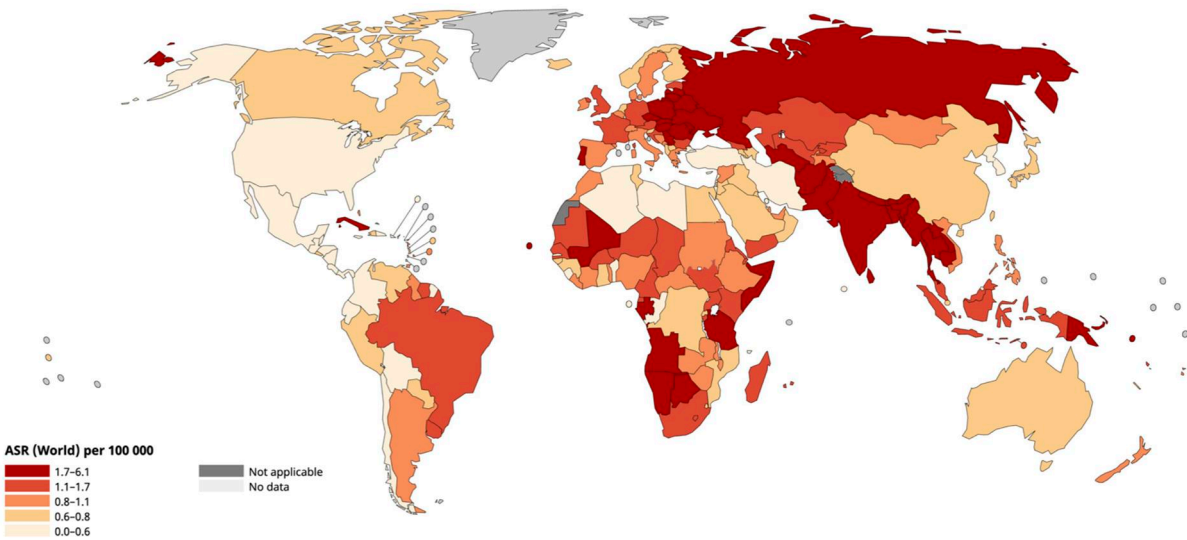 ASR (World) per 100 000
1.7–6.1
1.1–1.7
0.8–1.1
0.6–0.8
0.0–0.6
Not applicable
No data